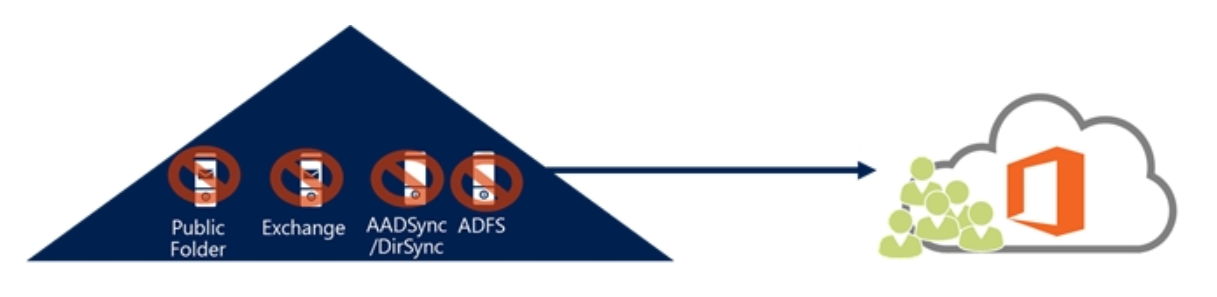 Public
Folder
Exchange
AADSync
/DirSync
ADFS